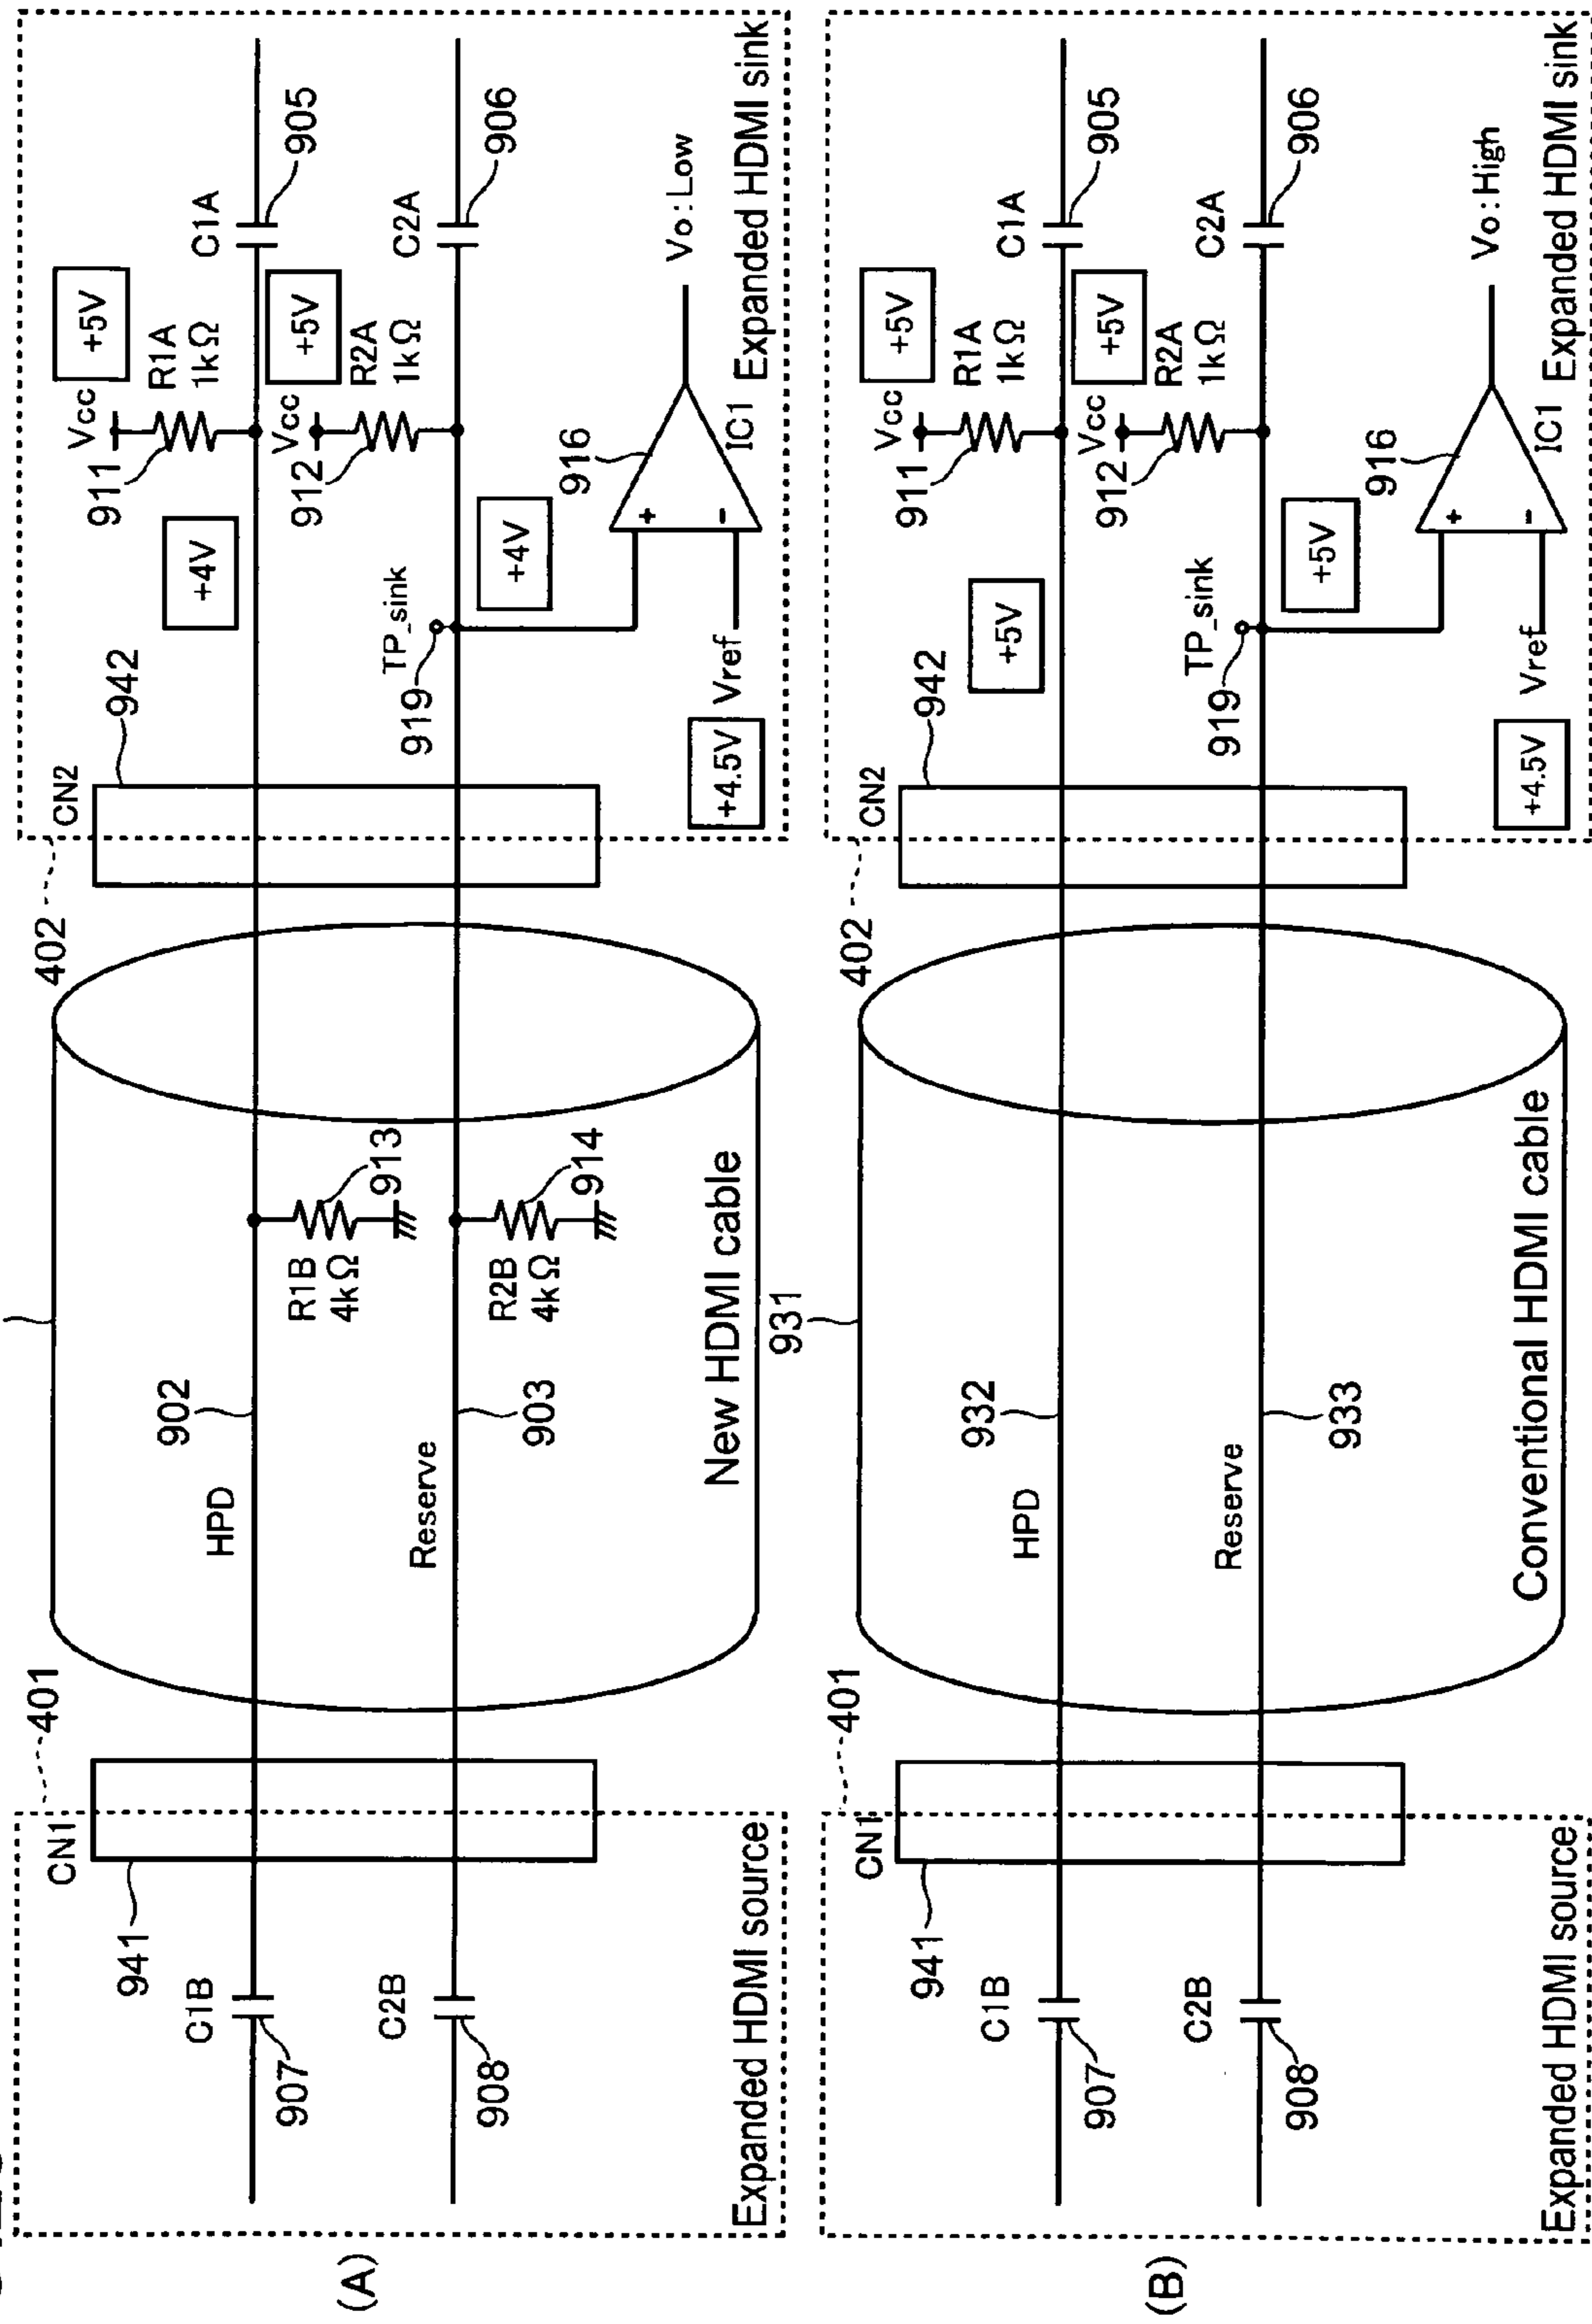 (A)
Expanded HDMI source
CN1
401
941
C1B
907
C2B
908
HPD
902
Reserve
903
R1B
4kΩ
913
R2B
4kΩ
914
New HDMI cable
402
CN2
942
+4V
911
Vcc
+5V
R1A
1kΩ
C1A
905
912
Vcc
+5V
R2A
1kΩ
C2A
906
TP_sink
919
+4V
916
+4.5V
Vref
+
-
IC1
Vo:Low
Expanded HDMI sink
(B)
Expanded HDMI source
CN1
401
941
C1B
907
C2B
908
931
HPD
932
Reserve
933
Conventional HDMI cable
402
CN2
942
+5V
911
Vcc
+5V
R1A
1kΩ
C1A
905
912
Vcc
+5V
R2A
1kΩ
C2A
906
TP_sink
919
+5V
916
+4.5V
Vref
+
-
IC1
Vo:High
Expanded HDMI sink